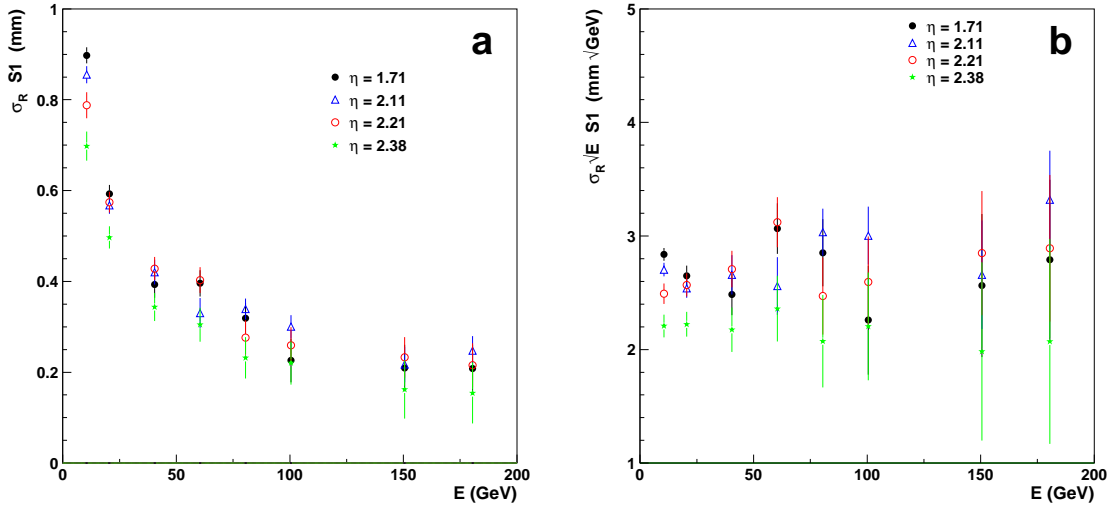 a
σR S1 (mm)
1
0.8
0.6
0.4
0.2
0
η = 1.71
η = 2.11
η = 2.21
η = 2.38
0 50 100 150 200
E (GeV)
b
σR√E S1 (mm √GeV)
5
4
3
2
1
η = 1.71
η = 2.11
η = 2.21
η = 2.38
0 50 100 150 200
E (GeV)